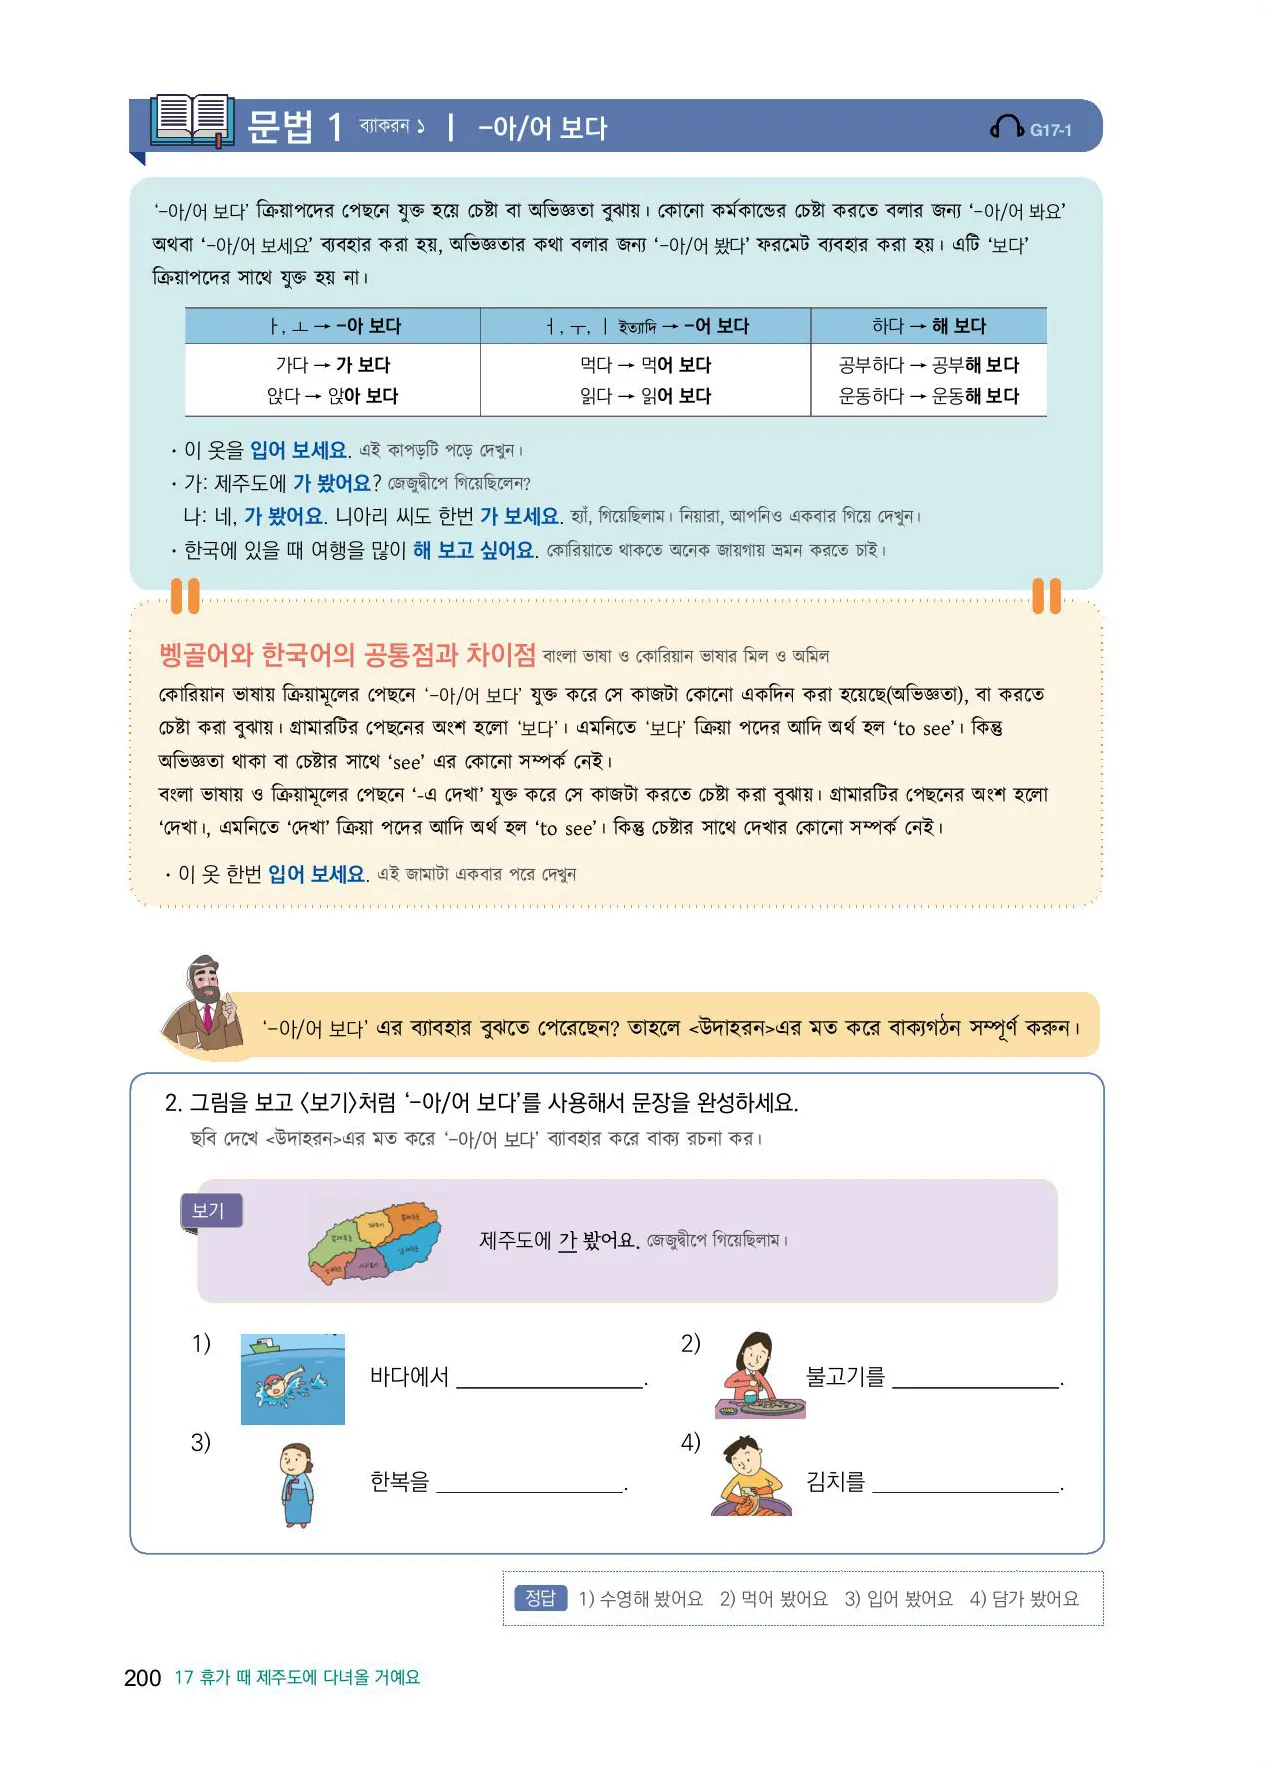 문법 1 ব্যাকরন ১ | -아/어 보다 G17-1
‘-아/어 보다’ ক্রিয়াপদের পেছনে যুক্ত হয়ে চেষ্টা বা অভিজ্ঞতা বুঝায়। কোনো কর্মকান্ডের চেষ্টা করতে বলার জন্য ‘-아/어 봐요’
অথবা ‘-아/어 보세요’ ব্যবহার করা হয়, অভিজ্ঞতার কথা বলার জন্য ‘-아/어 봤다’ ফরমেট ব্যবহার করা হয়। এটি ‘보다’
ক্রিয়াপদের সাথে যুক্ত হয় না।
ㅏ, ㅗ → -아 보다 ㅓ, ㅜ, ㅣ ইত্যাদি → -어 보다 하다 → 해 보다
가다 → 가 보다 먹다 → 먹어 보다 공부하다 → 공부해 보다
앉다 → 앉아 보다 읽다 → 읽어 보다 운동하다 → 운동해 보다
· 이 옷을 입어 보세요. এই কাপড়টি পড়ে দেখুন।
· 가: 제주도에 가 봤어요? জেজুদ্বীপে গিয়েছিলেন?
나: 네, 가 봤어요. 니아리 씨도 한번 가 보세요. হ্যাঁ, গিয়েছিলাম। নিয়ারা, আপনিও একবার গিয়ে দেখুন।
· 한국에 있을 때 여행을 많이 해 보고 싶어요. কোরিয়াতে থাকতে অনেক জায়গায় ভ্রমন করতে চাই।
벵골어와 한국어의 공통점과 차이점 বাংলা ভাষা ও কোরিয়ান ভাষার মিল ও অমিল
কোরিয়ান ভাষায় ক্রিয়ামূলের পেছনে ‘-아/어 보다’ যুক্ত করে সে কাজটা কোনো একদিন করা হয়েছে(অভিজ্ঞতা), বা করতে
চেষ্টা করা বুঝায়। গ্রামারটির পেছনের অংশ হলো ‘보다’। এমনিতে ‘보다’ ক্রিয়া পদের আদি অর্থ হল ‘to see’। কিন্তু
অভিজ্ঞতা থাকা বা চেষ্টার সাথে ‘see’ এর কোনো সম্পর্ক নেই।
বংলা ভাষায় ও ক্রিয়ামূলের পেছনে ‘-এ দেখা’ যুক্ত করে সে কাজটা করতে চেষ্টা করা বুঝায়। গ্রামারটির পেছনের অংশ হলো
‘দেখা।, এমনিতে ‘দেখা’ ক্রিয়া পদের আদি অর্থ হল ‘to see’। কিন্তু চেষ্টার সাথে দেখার কোনো সম্পর্ক নেই।
· 이 옷 한번 입어 보세요. এই জামাটা একবার পরে দেখুন
‘-아/어 보다’ এর ব্যাবহার বুঝতে পেরেছেন? তাহলে <উদাহরন>এর মত করে বাক্যগঠন সম্পূর্ণ করুন।
2. 그림을 보고 〈보기〉처럼 ‘-아/어 보다’를 사용해서 문장을 완성하세요.
ছবি দেখে <উদাহরন>এর মত করে ‘-아/어 보다’ ব্যাবহার করে বাক্য রচনা কর।
보기
제주도에 가 봤어요. জেজুদ্বীপে গিয়েছিলাম।
1) 바다에서 ________. 2) 불고기를 ________.
3) 한복을 ________. 4) 김치를 ________.
정답 1) 수영해 봤어요 2) 먹어 봤어요 3) 입어 봤어요 4) 담가 봤어요
200 17 휴가 때 제주도에 다녀올 거예요